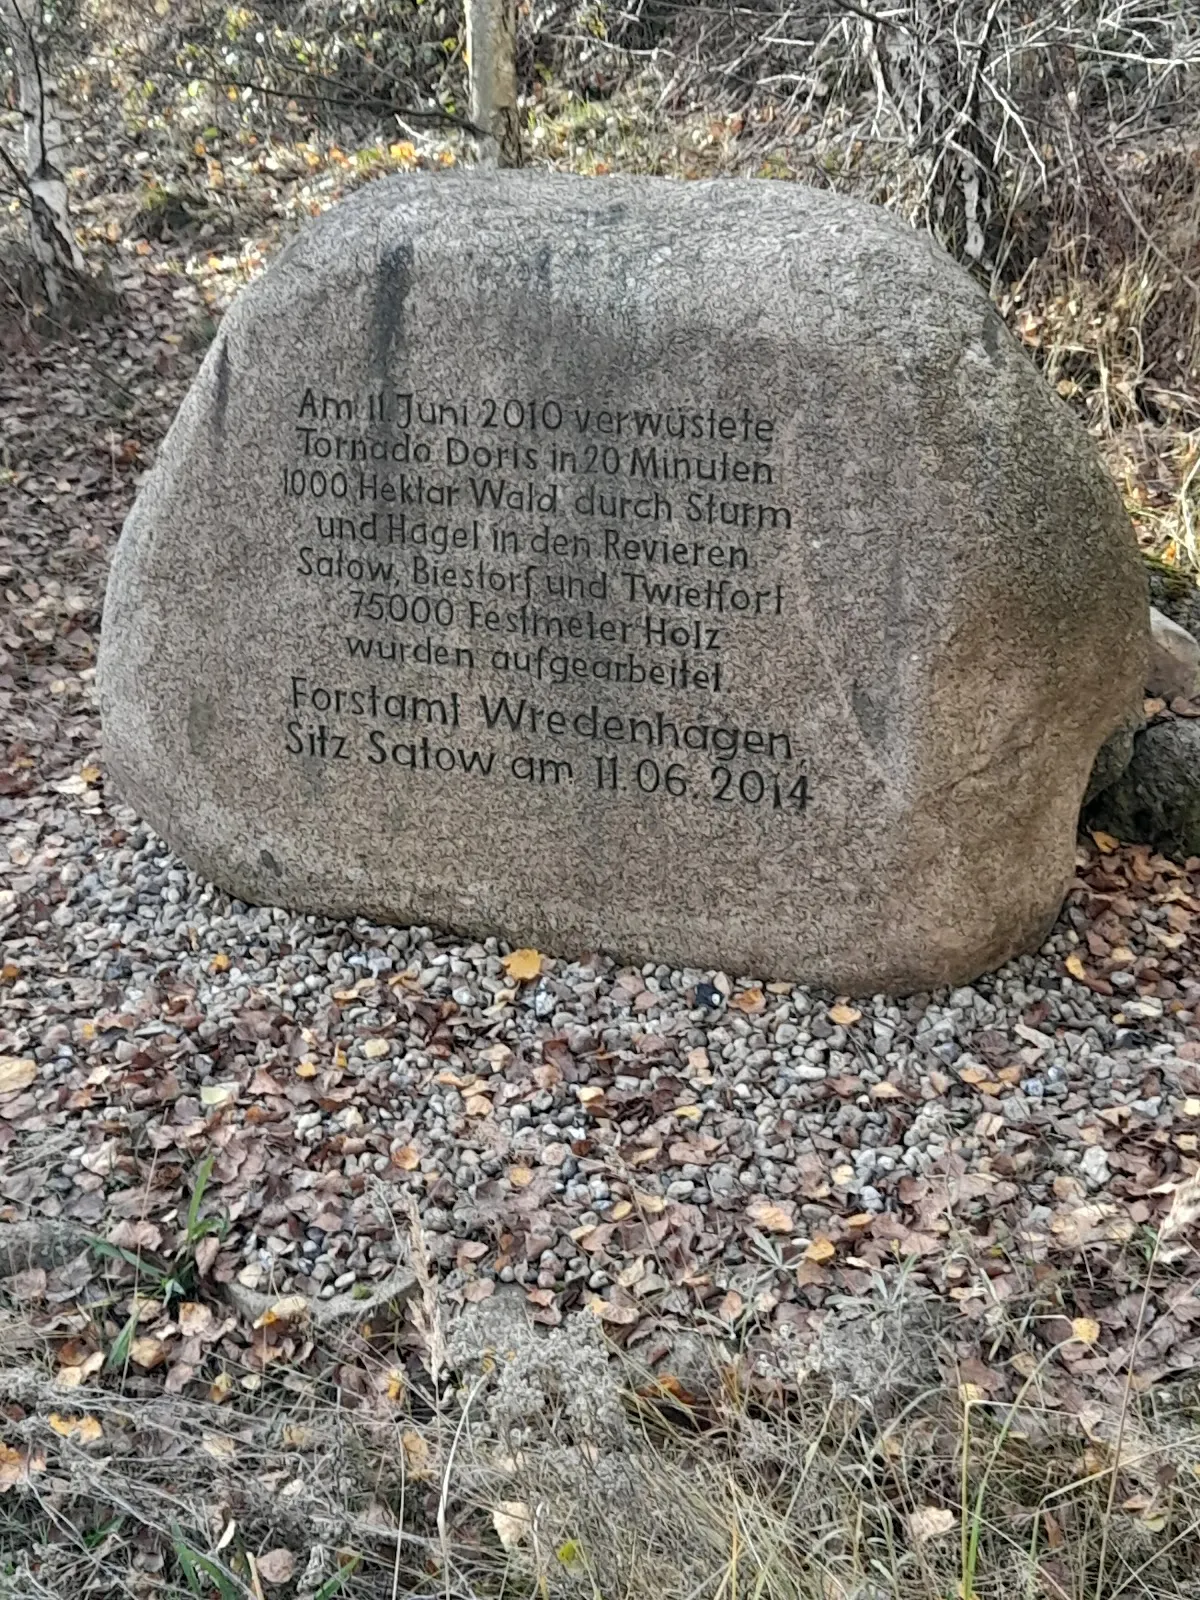 Am 11. Juni 2010 verwüstete
Tornado Doris in 20 Minuten
1000 Hektar Wald durch Sturm
und Hagel in den Revieren
Satow, Biestorf und Twietfort
75000 Festmeter Holz
wurden aufgearbeitet.
Forstamt Wredenhagen,
Sitz Satow am 11.06.2014